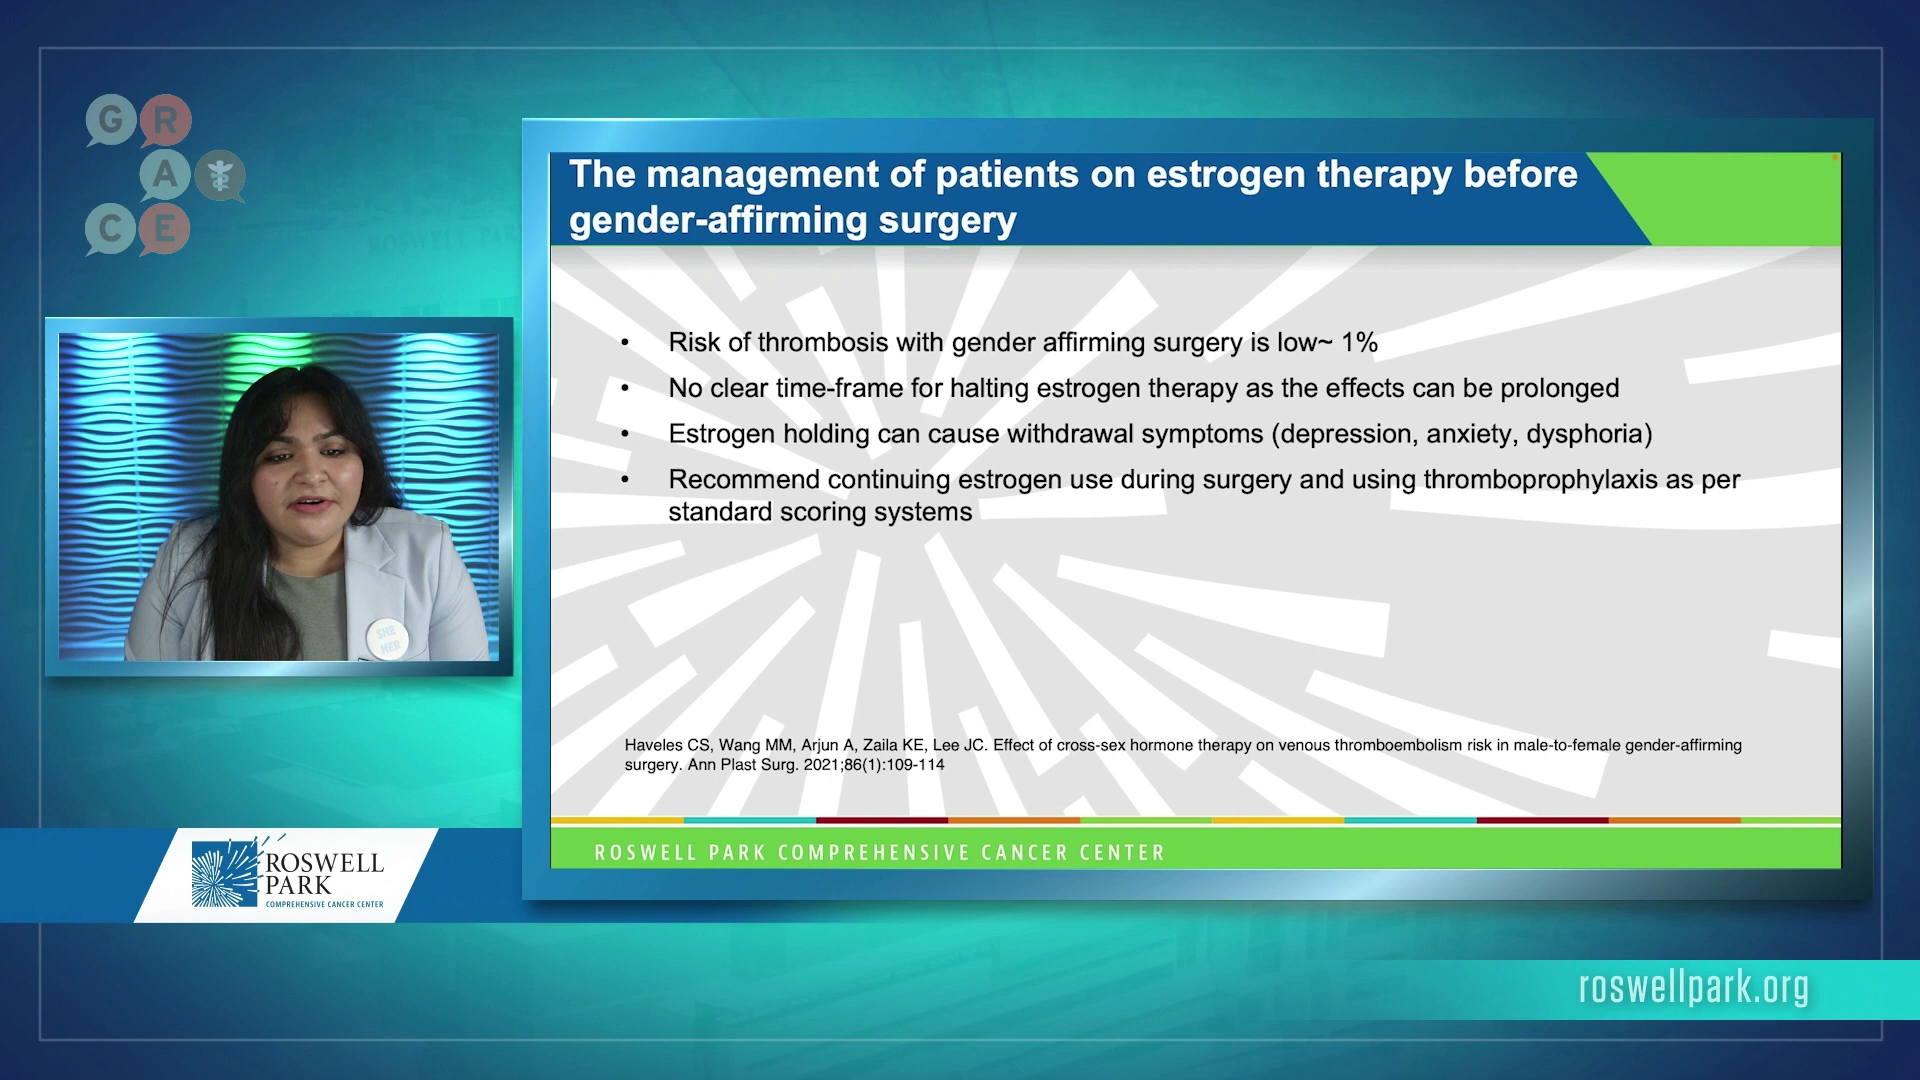 G R
A
C E
The management of patients on estrogen therapy before
gender-affirming surgery
• Risk of thrombosis with gender affirming surgery is low~ 1%
• No clear time-frame for halting estrogen therapy as the effects can be prolonged
• Estrogen holding can cause withdrawal symptoms (depression, anxiety, dysphoria)
• Recommend continuing estrogen use during surgery and using thromboprophylaxis as per
standard scoring systems
Haveles CS, Wang MM, Arjun A, Zaila KE, Lee JC. Effect of cross-sex hormone therapy on venous thromboembolism risk in male-to-female gender-affirming
surgery. Ann Plast Surg. 2021;86(1):109-114
ROSWELL PARK COMPREHENSIVE CANCER CENTER
SHE
HER
ROSWELL
PARK
COMPREHENSIVE CANCER CENTER
roswellpark.org